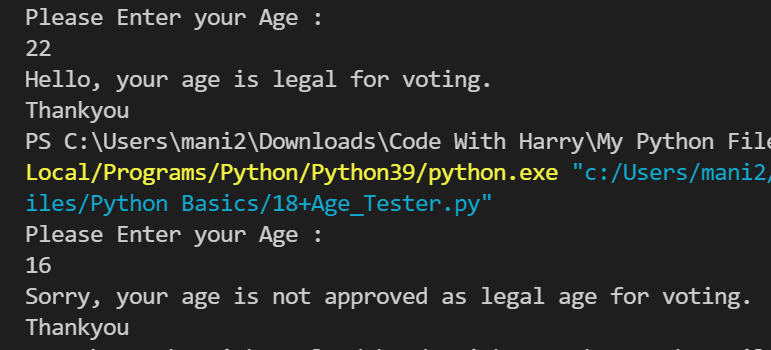 Please Enter your Age :
22
Hello, your age is legal for voting.
Thankyou
PS C:\Users\mani2\Downloads\Code With Harry\My Python File
Local/Programs/Python/Python39/python.exe "c:/Users/mani2/
iles/Python Basics/18+Age_Tester.py"
Please Enter your Age :
16
Sorry, your age is not approved as legal age for voting.
Thankyou